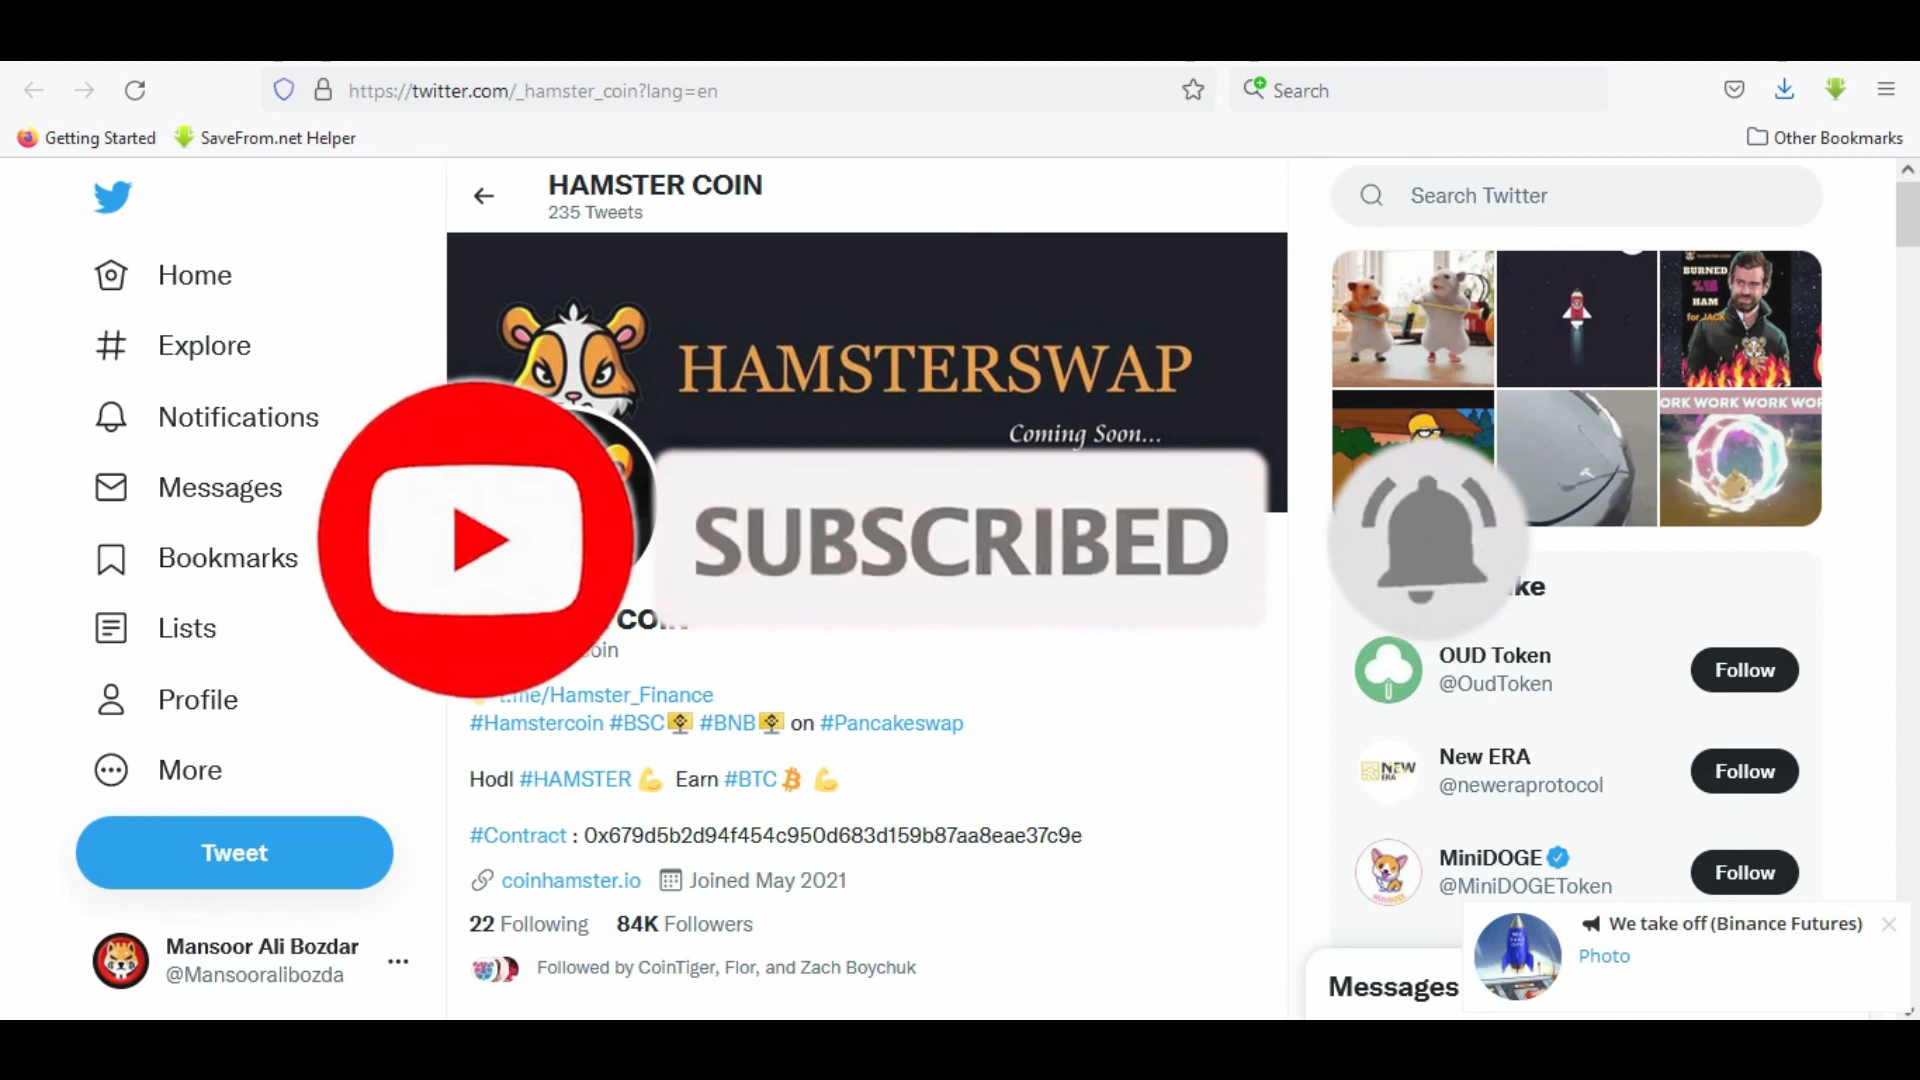 https://twitter.com/_hamster_coin?lang=en
Search
Getting Started
SaveFrom.net Helper
Other Bookmarks
HAMSTER COIN
235 Tweets
Search Twitter
Home
Explore
Notifications
Messages
Bookmarks
Lists
Profile
More
Tweet
Mansoor Ali Bozdar
@Mansooralibozda
HAMSTERSWAP
Coming Soon...
SUBSCRIBED
t.me/Hamster_Finance
#Hamstercoin #BSC #BNB on #Pancakeswap
Hodl #HAMSTER Earn #BTC
#Contract : 0x679d5b2d94f454c950d683d159b87aa8eae37c9e
coinhamster.io Joined May 2021
22 Following 84K Followers
Followed by CoinTiger, Flor, and Zach Boychuk
BURNED
%15
HAM
for JACK
WORK WORK WORK
OUD Token
@OudToken
Follow
New ERA
@neweraprotocol
Follow
NEW
ERA
MiniDOGE
@MiniDOGEToken
Follow
Messages
We take off (Binance Futures)
Photo